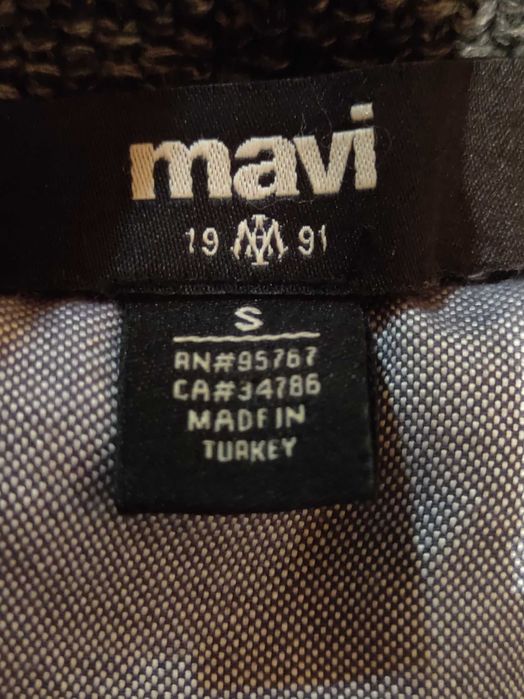 mavi
19 91
S
RN#95767
CA#34786
MADE IN
TURKEY